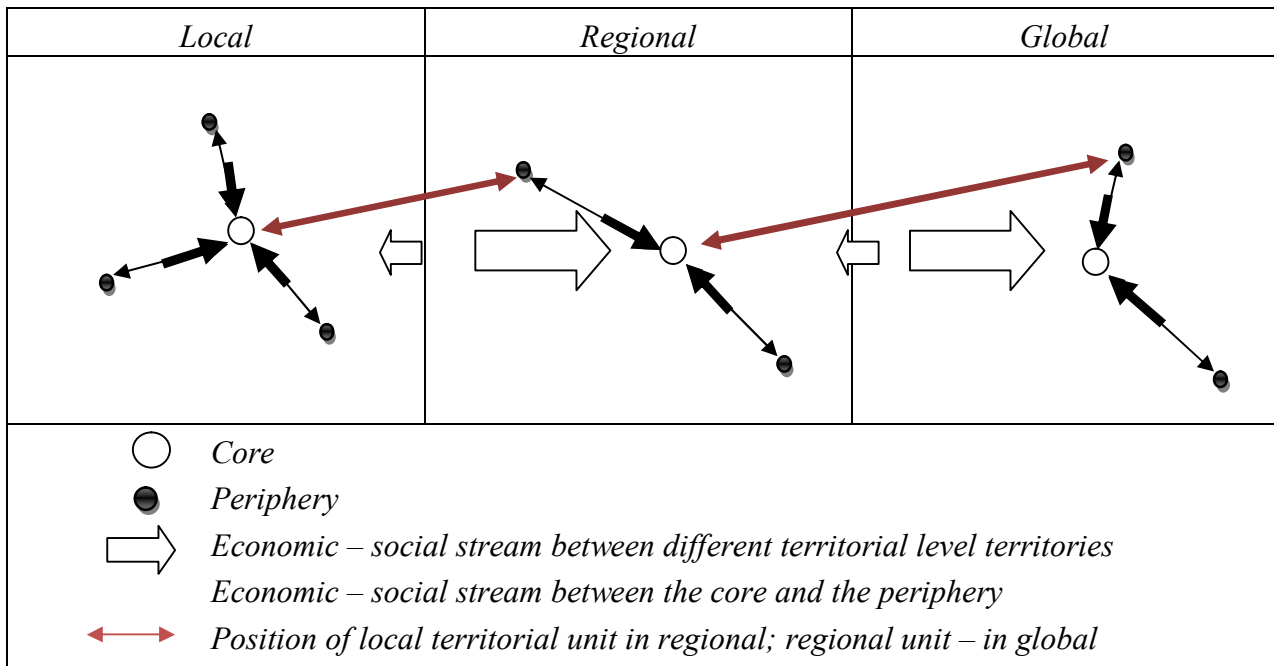 Local
Regional
Global
Core
Periphery
Economic – social stream between different territorial level territories
Economic – social stream between the core and the periphery
Position of local territorial unit in regional; regional unit – in global